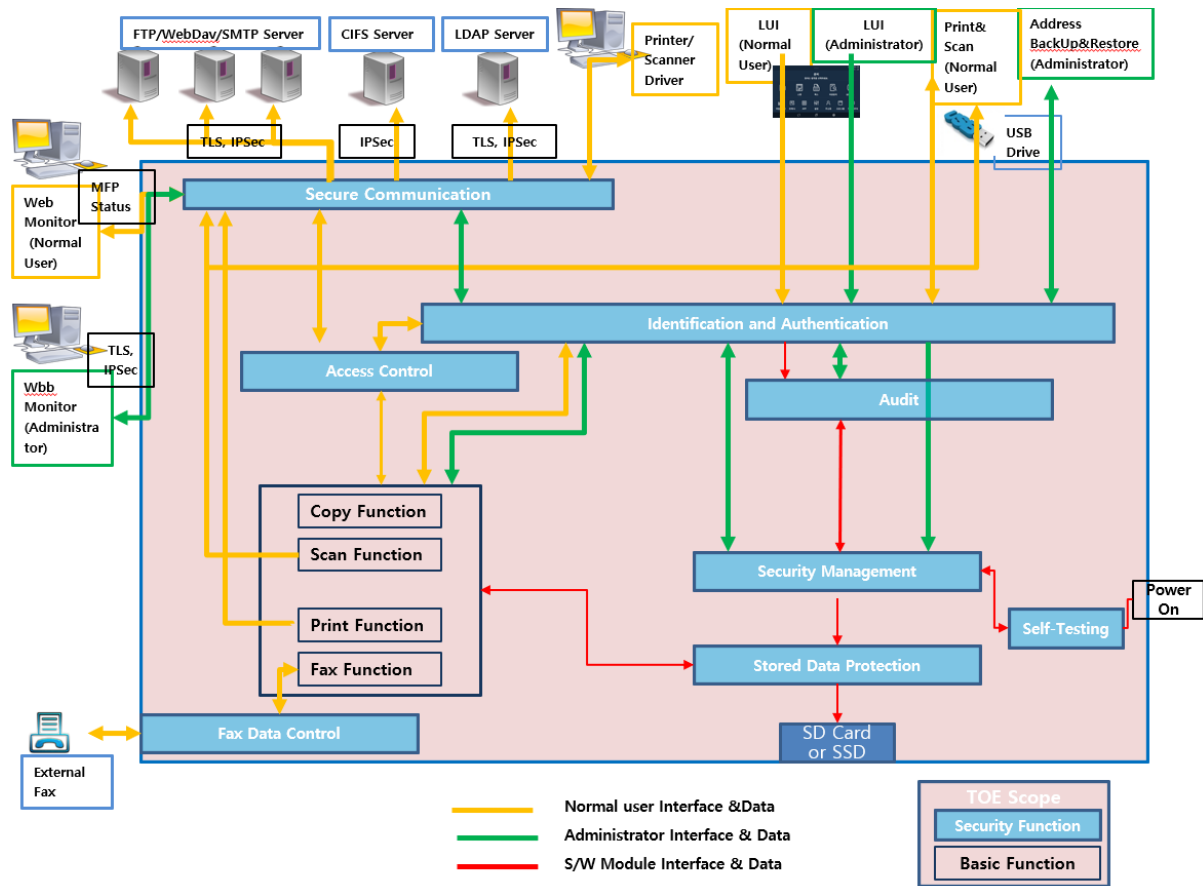 FTP/WebDav/SMTP Server
CIFS Server
LDAP Server
Printer/
Scanner
Driver
LUI
(Normal
User)
LUI
(Administrator)
Print&
Scan
(Normal
User)
Address
BackUp&Restore
(Administrator)
TLS, IPSec
IPSec
TLS, IPSec
USB
Drive
MFP
Status
Web
Monitor
(Normal
User)
Secure Communication
TLS,
IPSec
Wbb
Monitor
(Administra
tor)
Identification and Authentication
Access Control
Audit
Copy Function
Scan Function
Print Function
Fax Function
Security Management
Power
On
Self-Testing
Stored Data Protection
Fax Data Control
SD Card
or SSD
External
Fax
Normal user Interface &Data
Administrator Interface & Data
S/W Module Interface & Data
TOE Scope
Security Function
Basic Function